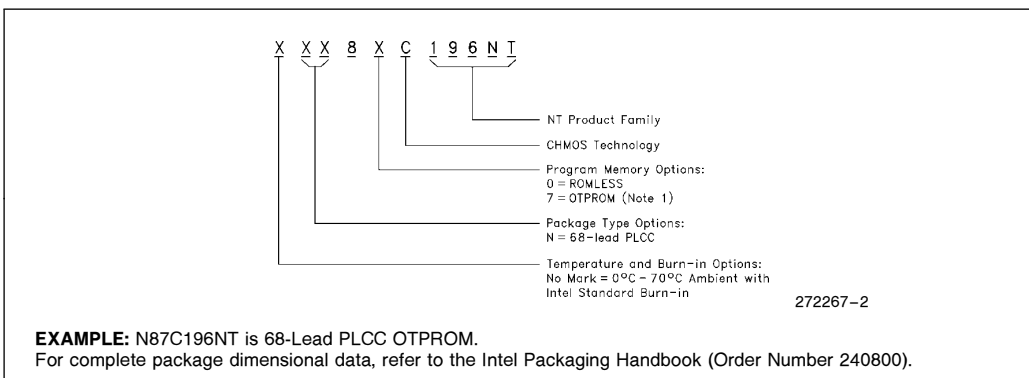 X XX 8 X C 196NT
NT Product Family
CHMOS Technology
Program Memory Options:
0 = ROMLESS
7 = OTPROM (Note 1)
Package Type Options:
N = 68-lead PLCC
Temperature and Burn-in Options:
No Mark = 0°C - 70°C Ambient with
Intel Standard Burn-in
272267-2
EXAMPLE: N87C196NT is 68-Lead PLCC OTPROM.
For complete package dimensional data, refer to the Intel Packaging Handbook (Order Number 240800).